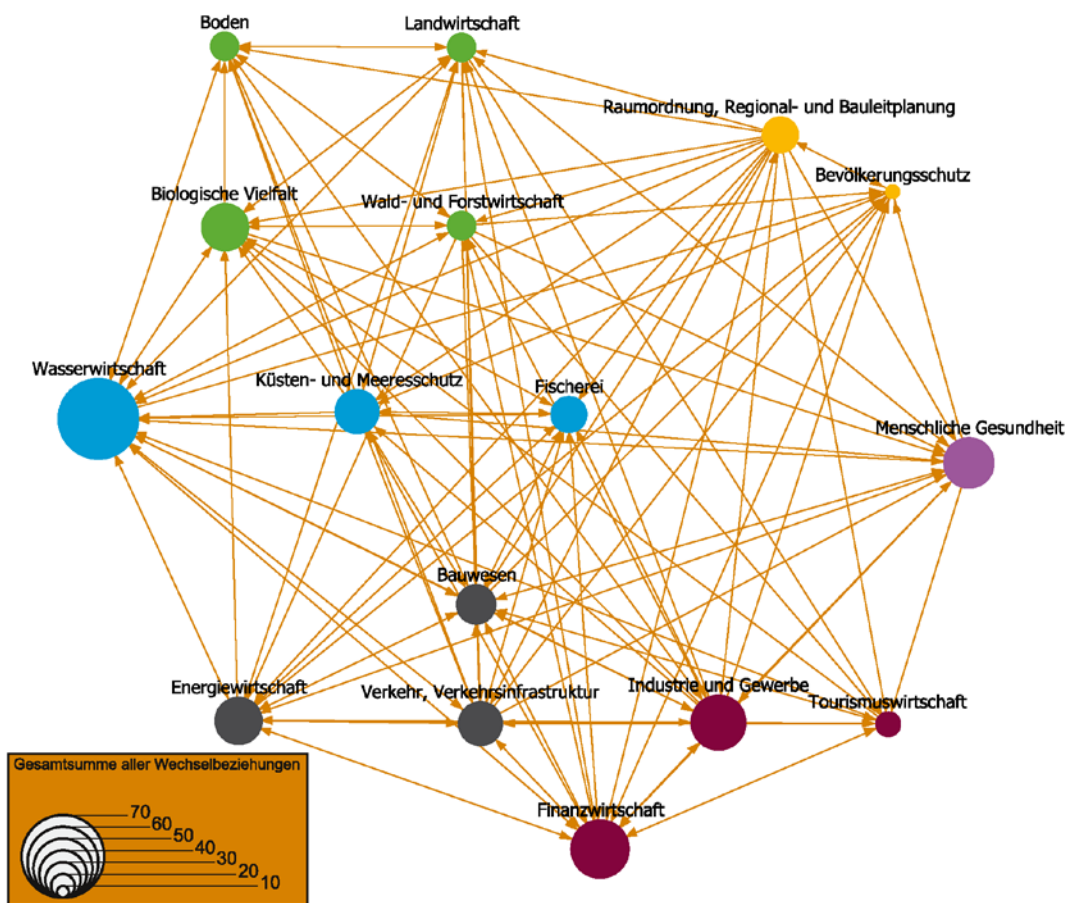 Boden
Landwirtschaft
Raumordnung, Regional- und Bauleitplanung
Bevölkerungsschutz
Biologische Vielfalt
Wald- und Forstwirtschaft
Wasserwirtschaft
Küsten- und Meeresschutz
Fischerei
Menschliche Gesundheit
Bauwesen
Energiewirtschaft
Verkehr, Verkehrsinfrastruktur
Industrie und Gewerbe
Tourismuswirtschaft
Finanzwirtschaft
Gesamtsumme aller Wechselbeziehungen
70
60
50
40
30
20
10